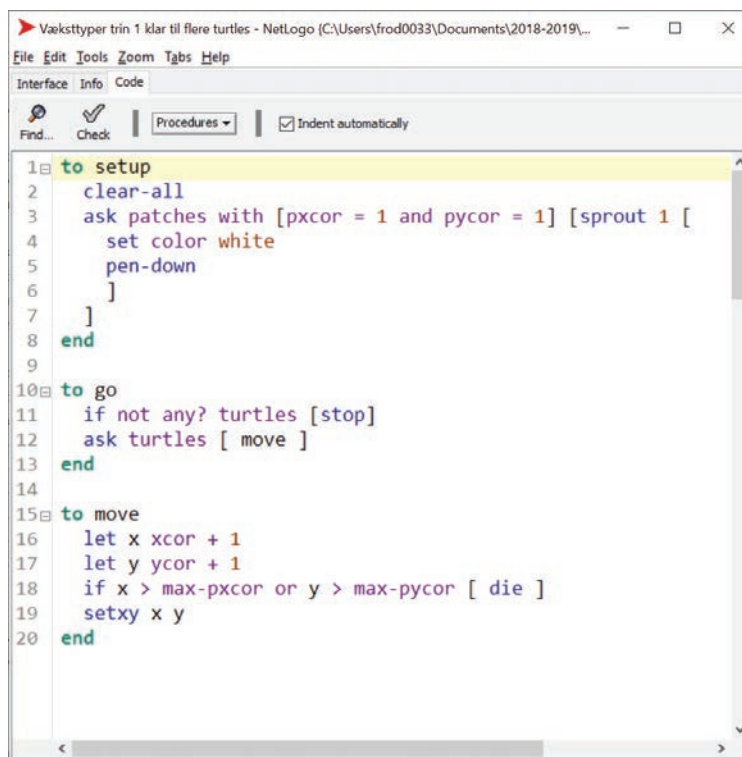 Væksttyper trin 1 klar til flere turtles - NetLogo {C:\Users\frod0033\Documents\2018-2019\...
File Edit Tools Zoom Tabs Help
Interface Info Code
Find... Check Procedures Indent automatically
1 to setup
2 clear-all
3 ask patches with [pxcor = 1 and pycor = 1] [sprout 1 [
4 set color white
5 pen-down
6 ]
7 ]
8 end
9
10 to go
11 if not any? turtles [stop]
12 ask turtles [ move ]
13 end
14
15 to move
16 let x xcor + 1
17 let y ycor + 1
18 if x > max-pxcor or y > max-pycor [ die ]
19 setxy x y
20 end